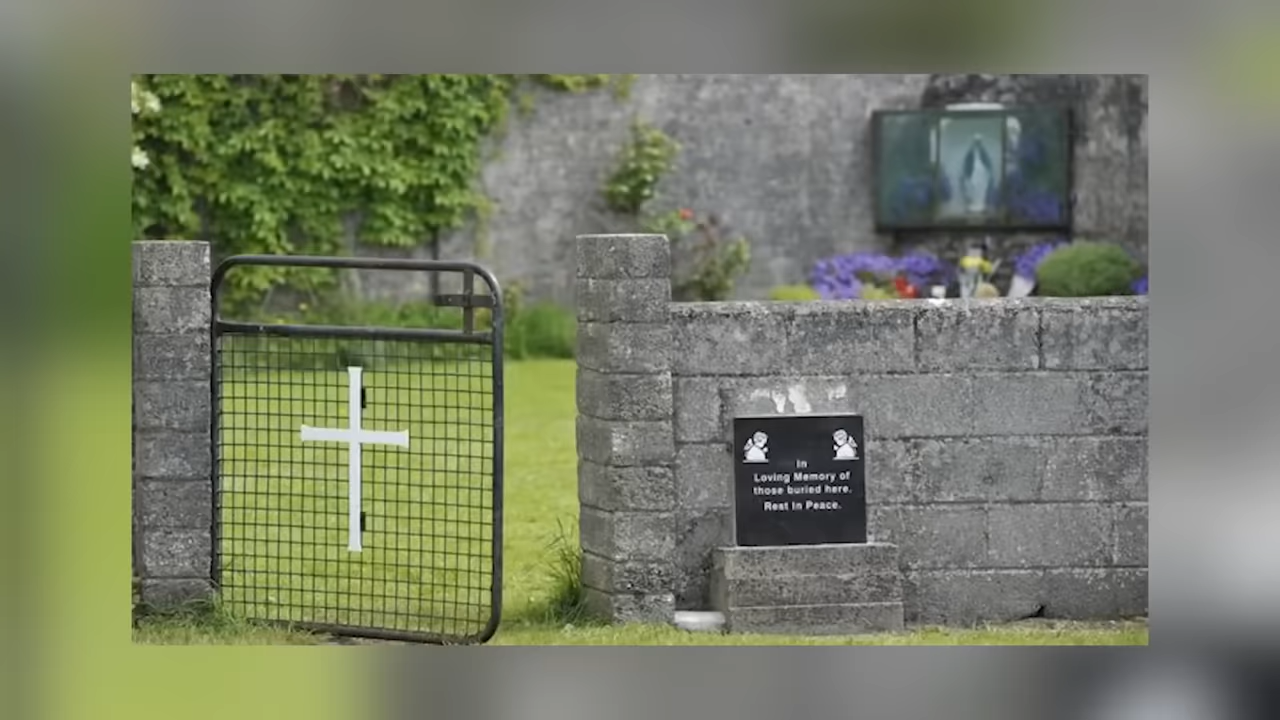 In
Loving Memory of
those buried here.
Rest In Peace.